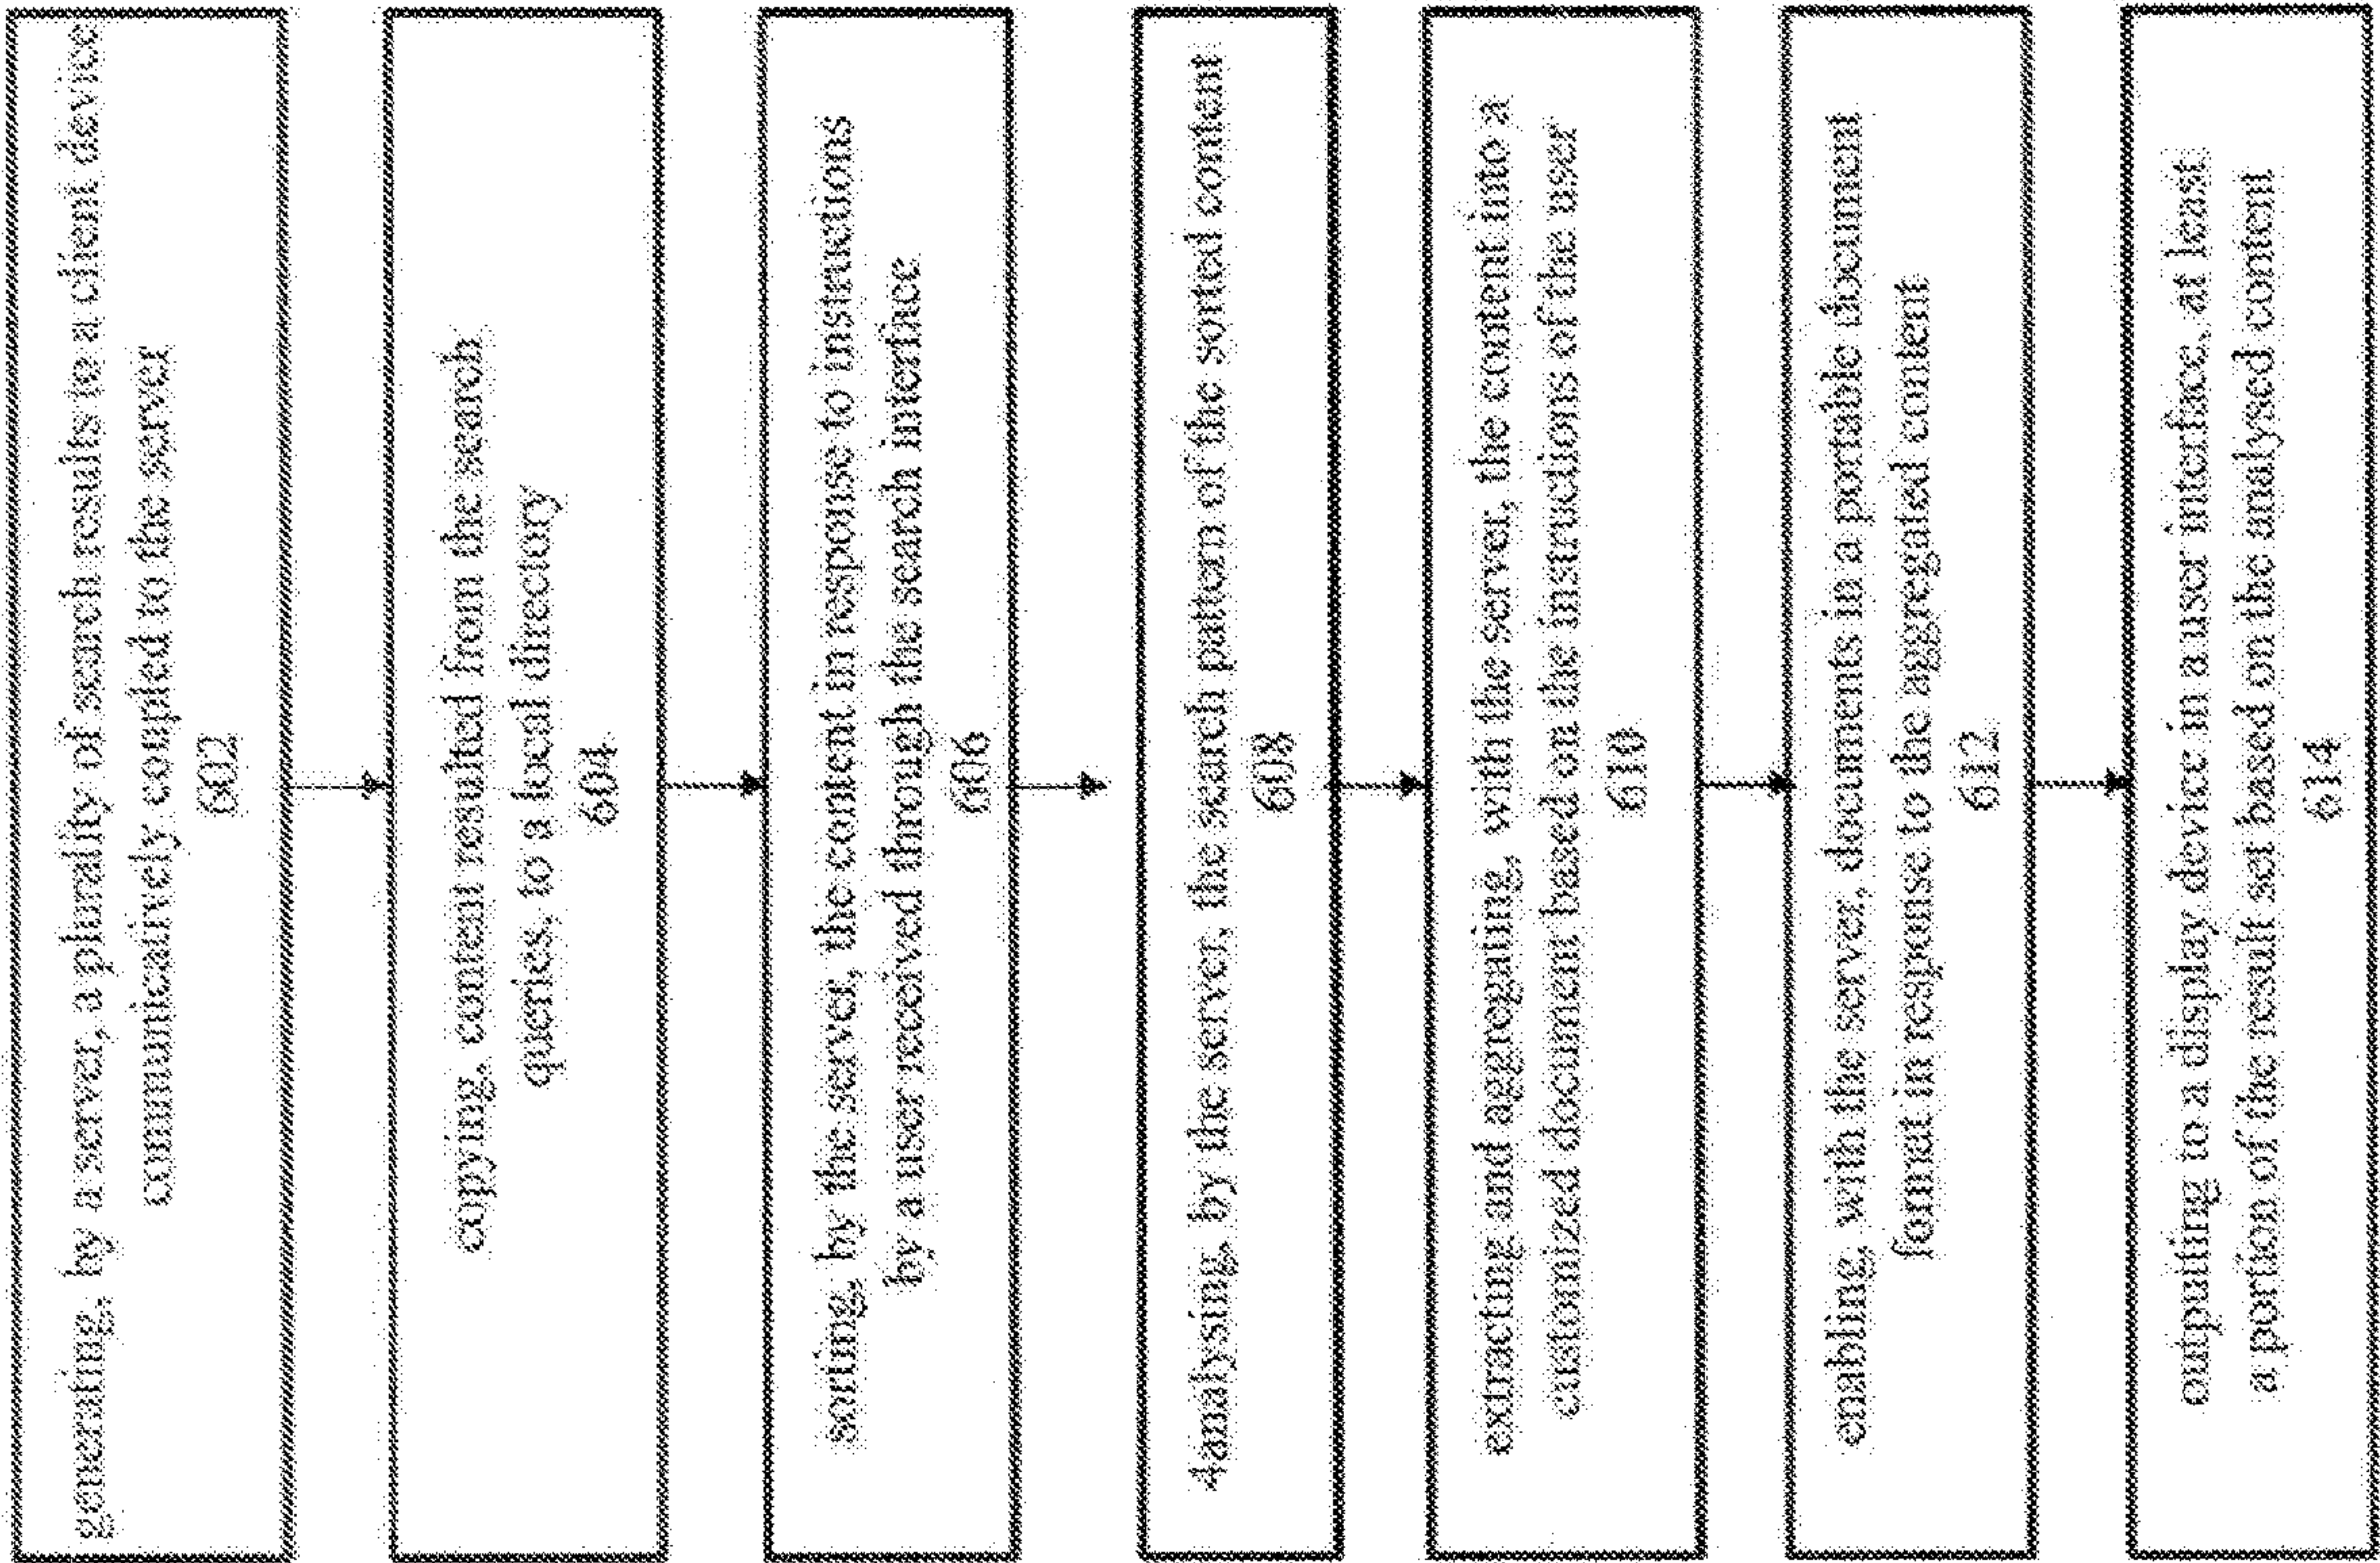 generating, by a server, a plurality of search results to a client device
communicatively coupled to the server
602
copying, content resulted from the search
queries, to a local directory
604
sorting, by the server, the content in response to instructions
by a user received through the search interface
606
4analysing, by the server, the search pattern of the sorted content
608
extracting and aggregating, with the server, the content into a
customized document based on the instructions of the user
610
enabling, with the server, documents in a portable document
format in response to the aggregated content
612
outputting to a display device in a user interface, at least
a portion of the result set based on the analysed content
614